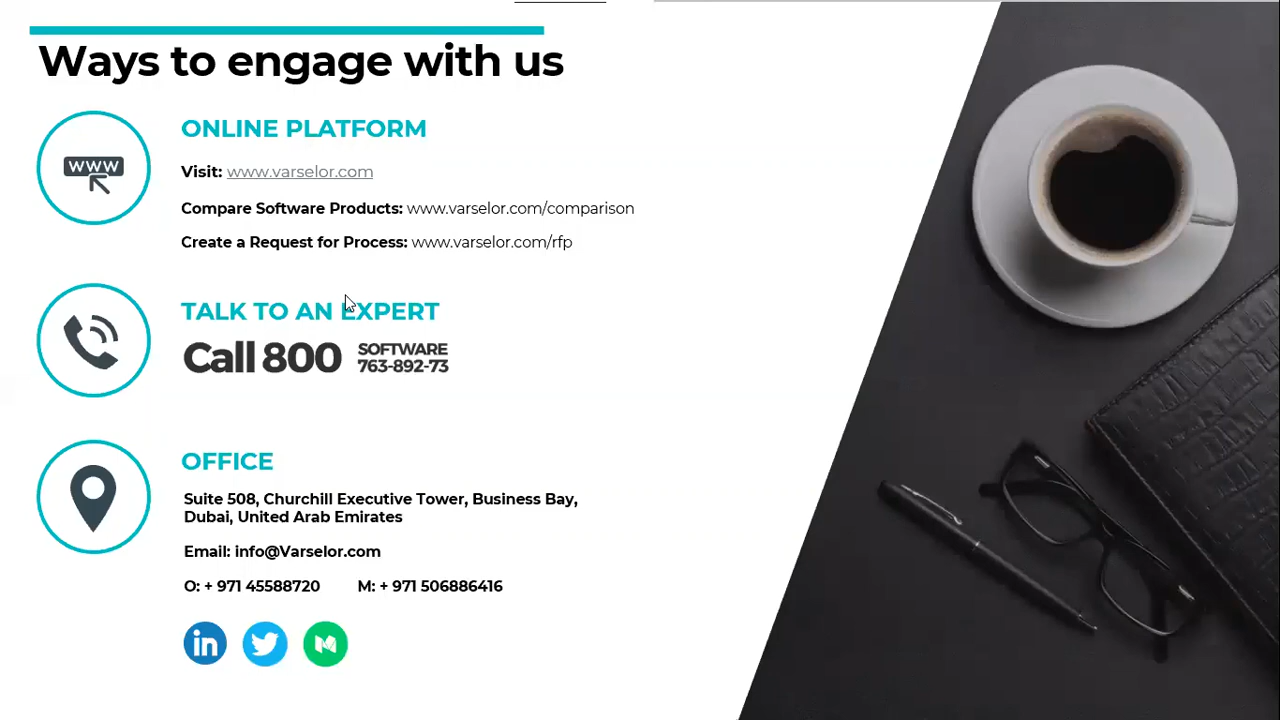 Ways to engage with us
ONLINE PLATFORM
www
Visit: www.varselor.com
Compare Software Products: www.varselor.com/comparison
Create a Request for Process: www.varselor.com/rfp
TALK TO AN EXPERT
Call 800 SOFTWARE
763-892-73
OFFICE
Suite 508, Churchill Executive Tower, Business Bay,
Dubai, United Arab Emirates
Email: info@Varselor.com
O: + 971 45588720 M: + 971 506886416
in